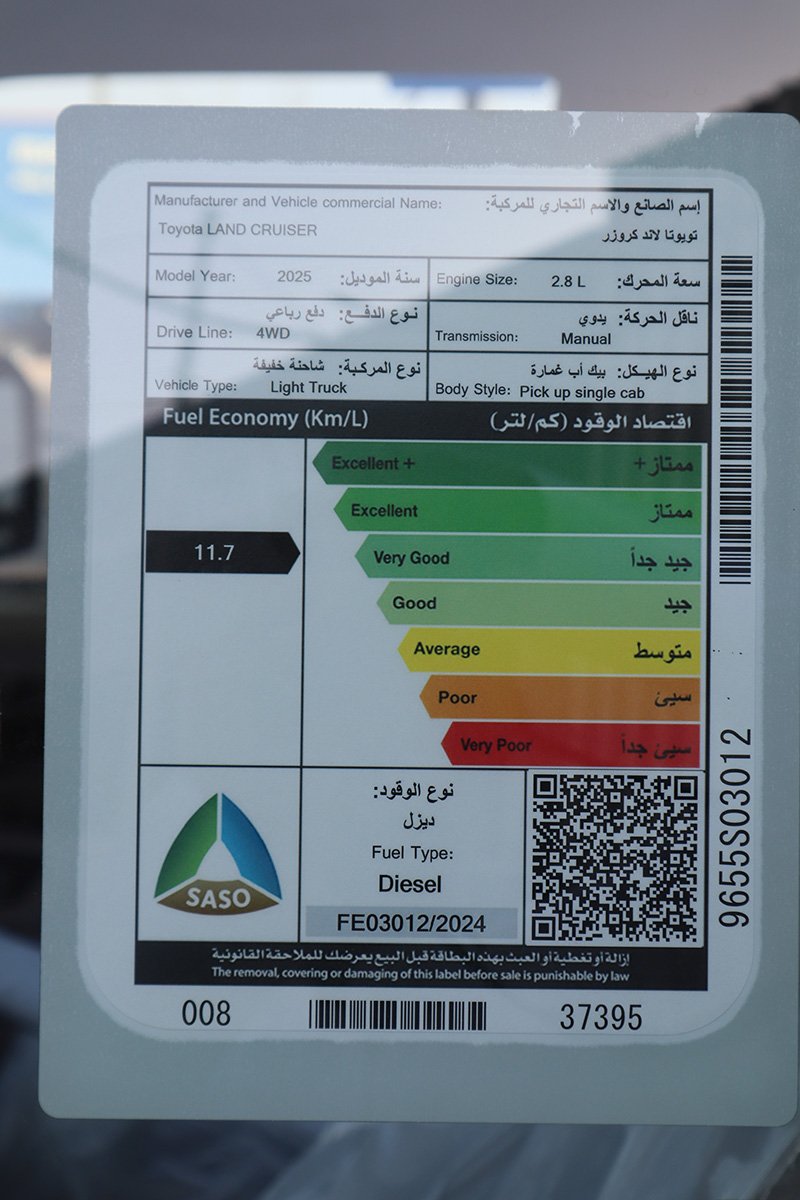 Manufacturer and Vehicle commercial Name: إسم الصانع والاسم التجاري للمركبة:
Toyota LAND CRUISER تويوتا لاند كروزر
Model Year: 2025 سنة الموديل:
Engine Size: 2.8 L سعة المحرك:
نـوع الدفـع: دفع رباعي
Drive Line: 4WD
ناقل الحركة: يدوي
Transmission: Manual
نوع المركبة: شاحنة خفيفة
Vehicle Type: Light Truck
نوع الهيـكل: بيك أب غمارة
Body Style: Pick up single cab
Fuel Economy (Km/L) اقتصاد الوقود (كم/لتر)
Excellent + ممتاز+
Excellent ممتاز
11.7
Very Good جيد جداً
Good جيد
Average متوسط
Poor سيئ
Very Poor سيئ جداً
SASO
نوع الوقود:
ديزل
Fuel Type:
Diesel
FE03012/2024
9655S03012
إزالة أو تغطية أو العبث بهذه البطاقة قبل البيع يعرضك للملاحقة القانونية
The removal, covering or damaging of this label before sale is punishable by law
008 37395